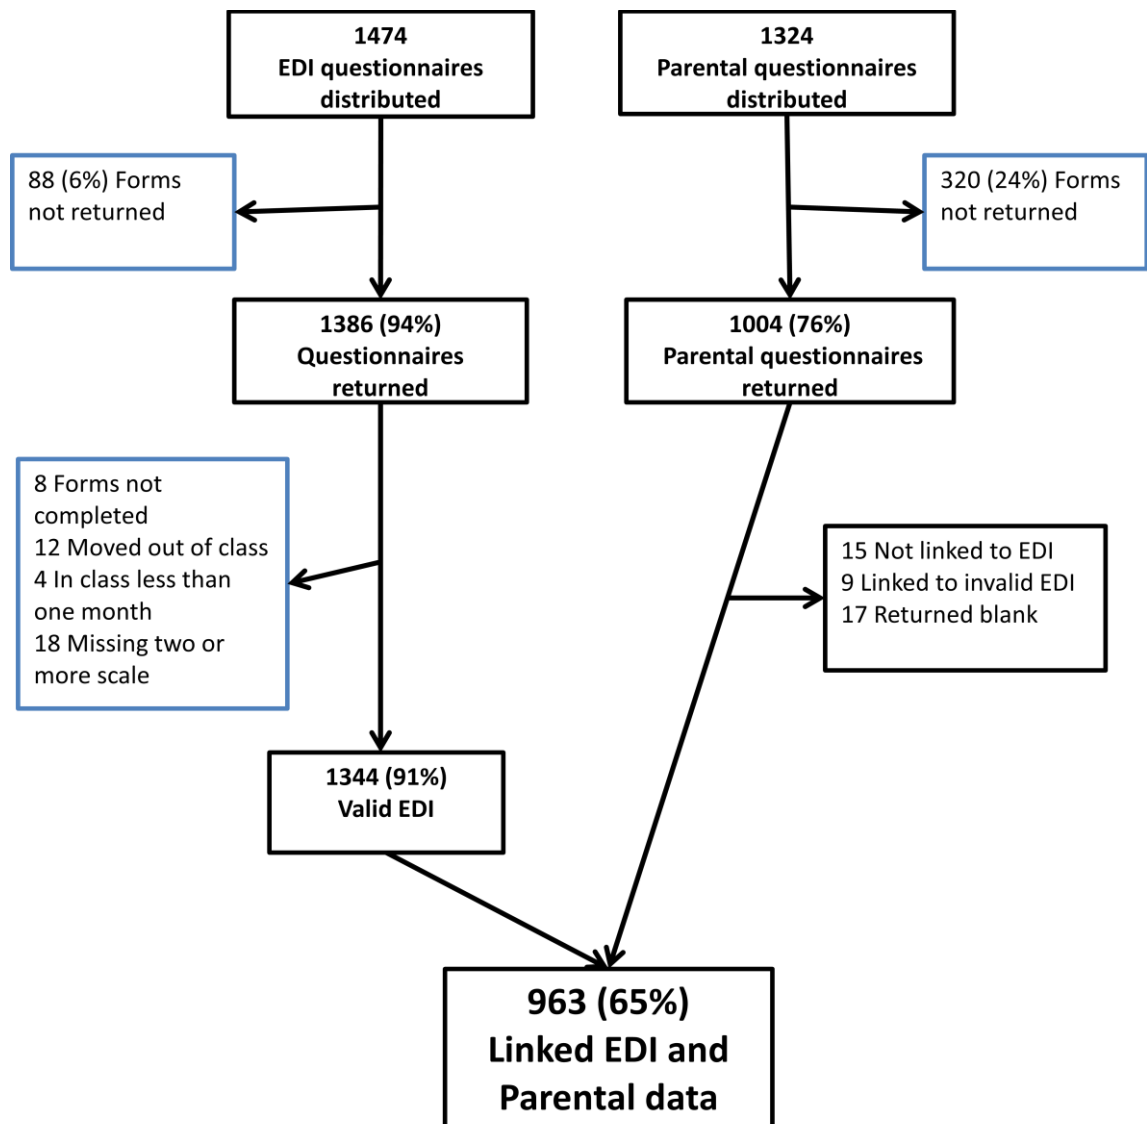 1474
EDI questionnaires
distributed
1324
Parental questionnaires
distributed
88 (6%) Forms
not returned
320 (24%) Forms
not returned
1386 (94%)
Questionnaires
returned
1004 (76%)
Parental questionnaires
returned
8 Forms not
completed
12 Moved out of class
4 In class less than
one month
18 Missing two or
more scale
15 Not linked to EDI
9 Linked to invalid EDI
17 Returned blank
1344 (91%)
Valid EDI
963 (65%)
Linked EDI and
Parental data